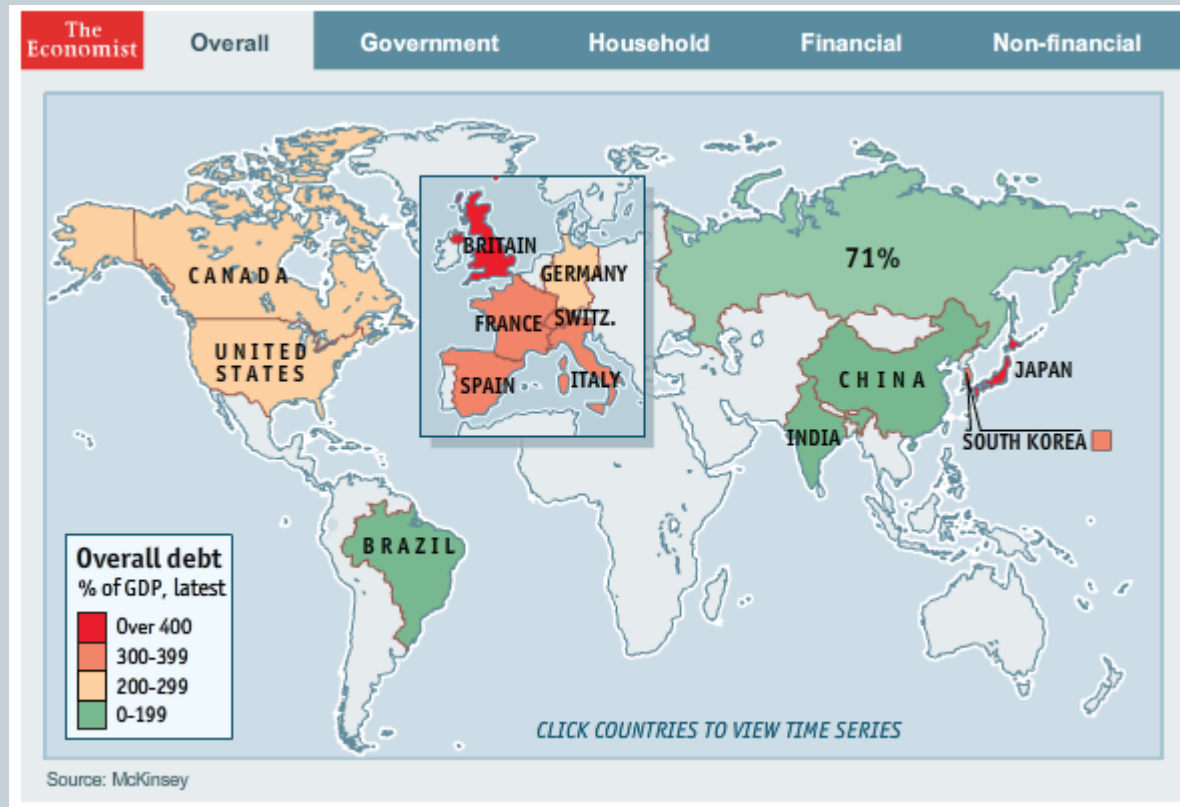 The
Economist
Overall
Government
Household
Financial
Non-financial
CANADA
UNITED
STATES
BRITAIN
GERMANY
FRANCE
SWITZ.
SPAIN
ITALY
71%
CHINA
JAPAN
INDIA
SOUTH KOREA
BRAZIL
Overall debt
% of GDP, latest
Over 400
300-399
200-299
0-199
CLICK COUNTRIES TO VIEW TIME SERIES
Source: McKinsey